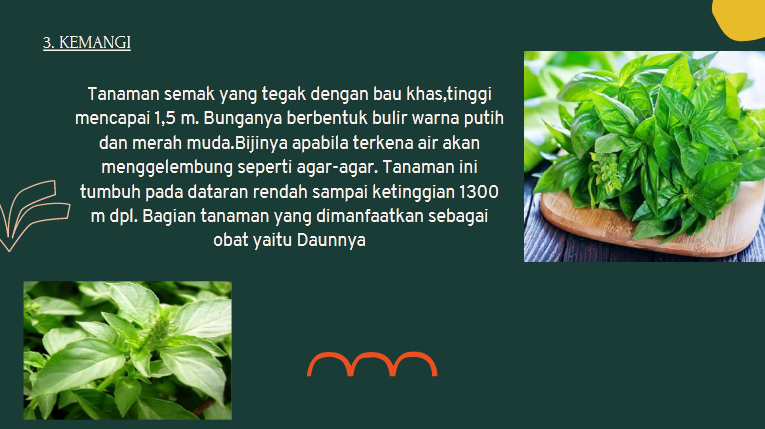 3. KEMANGI
Tanaman semak yang tegak dengan bau khas,tinggi
mencapai 1,5 m. Bunganya berbentuk bulir warna putih
dan merah muda.Bijinya apabila terkena air akan
menggelembung seperti agar-agar. Tanaman ini
tumbuh pada dataran rendah sampai ketinggian 1300
m dpl. Bagian tanaman yang dimanfaatkan sebagai
obat yaitu Daunnya